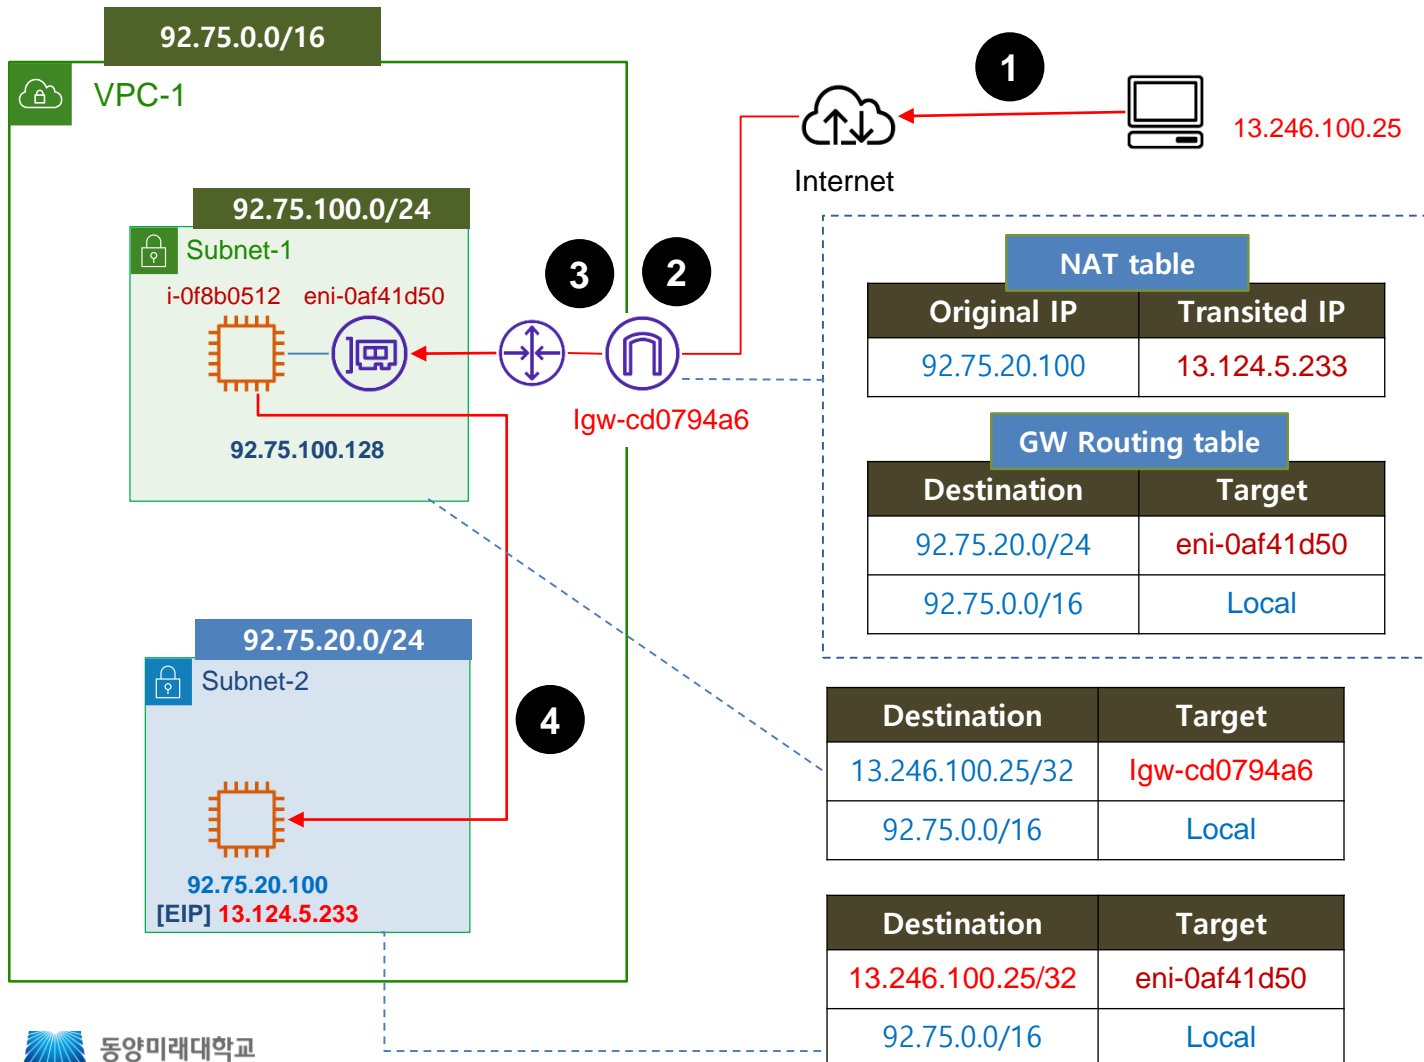 92.75.0.0/16
VPC-1
1
13.246.100.25
Internet
92.75.100.0/24
Subnet-1
i-0f8b0512 eni-0af41d50
3
2
92.75.100.128
Igw-cd0794a6
NAT table
Original IP Transited IP
92.75.20.100 13.124.5.233
GW Routing table
Destination Target
92.75.20.0/24 eni-0af41d50
92.75.0.0/16 Local
92.75.20.0/24
Subnet-2
4
92.75.20.100
[EIP] 13.124.5.233
Destination Target
13.246.100.25/32 Igw-cd0794a6
92.75.0.0/16 Local
Destination Target
13.246.100.25/32 eni-0af41d50
92.75.0.0/16 Local
동양미래대학교